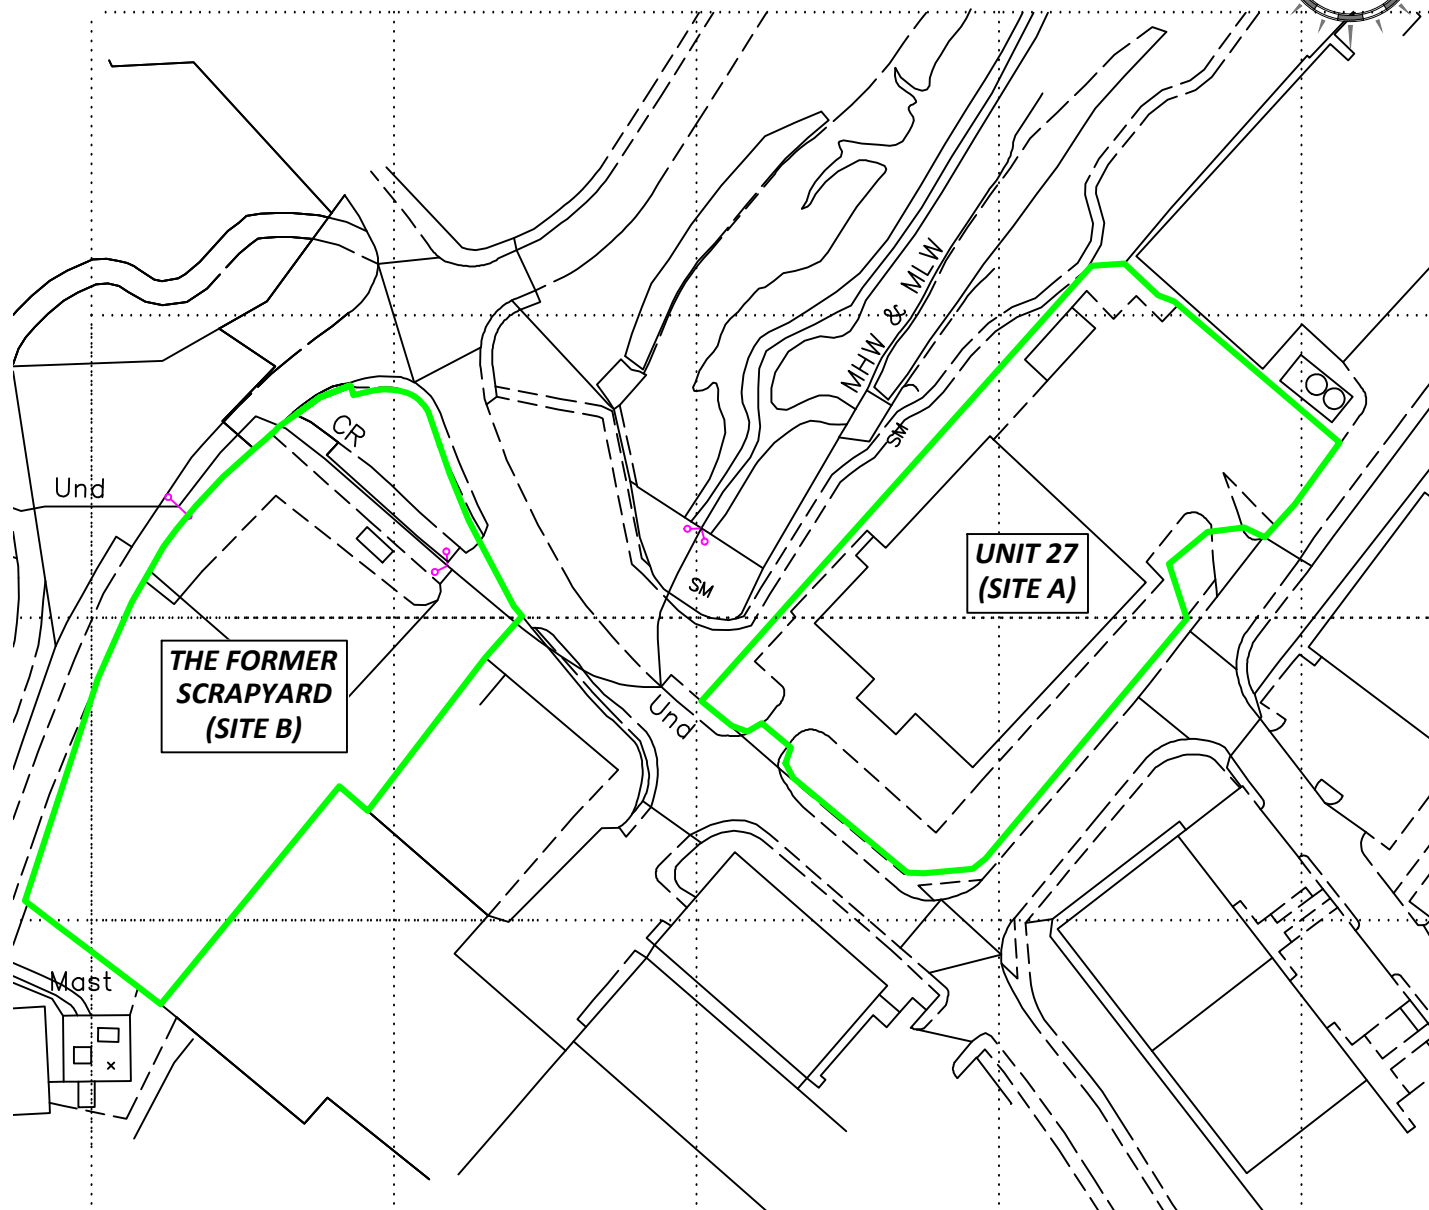 MHW & MLW
CR
SM
Und
UNIT 27
(SITE A)
SM
THE FORMER
SCRAPYARD
(SITE B)
Und
Mast